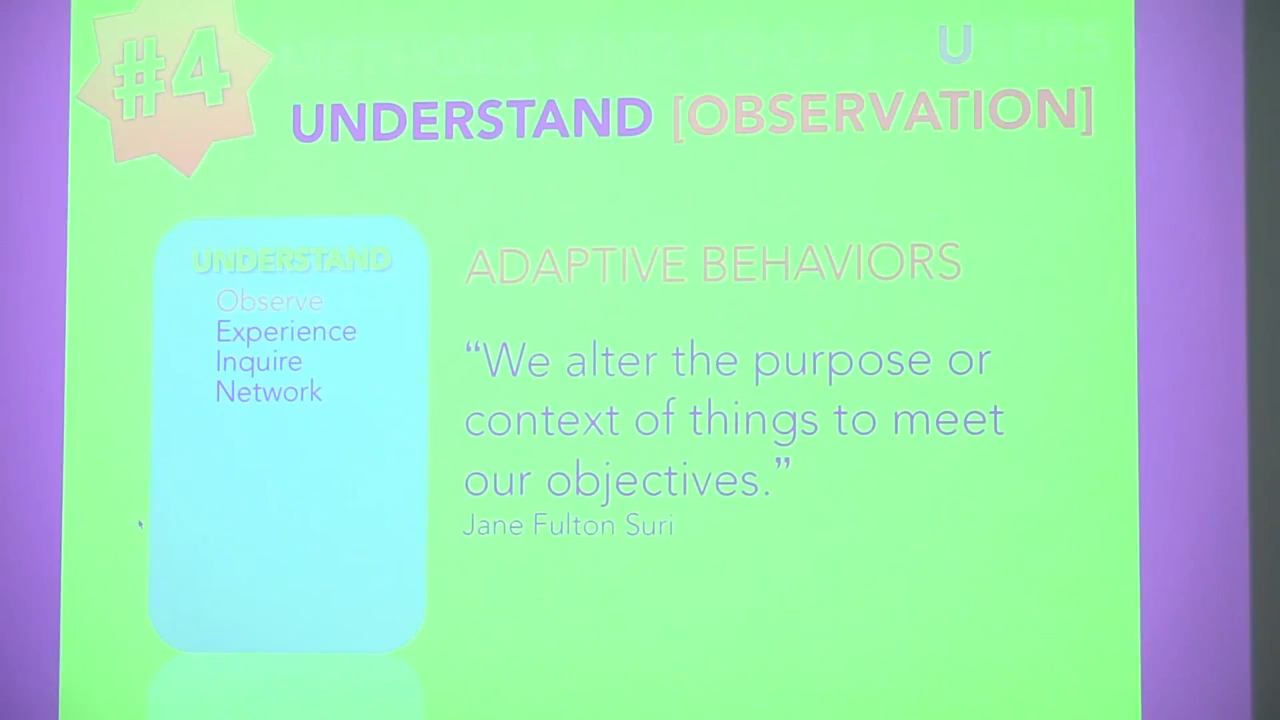 #4
U
UNDERSTAND [OBSERVATION]
UNDERSTAND
Observe
Experience
Inquire
Network
ADAPTIVE BEHAVIORS
“We alter the purpose or
context of things to meet
our objectives.”
Jane Fulton Suri